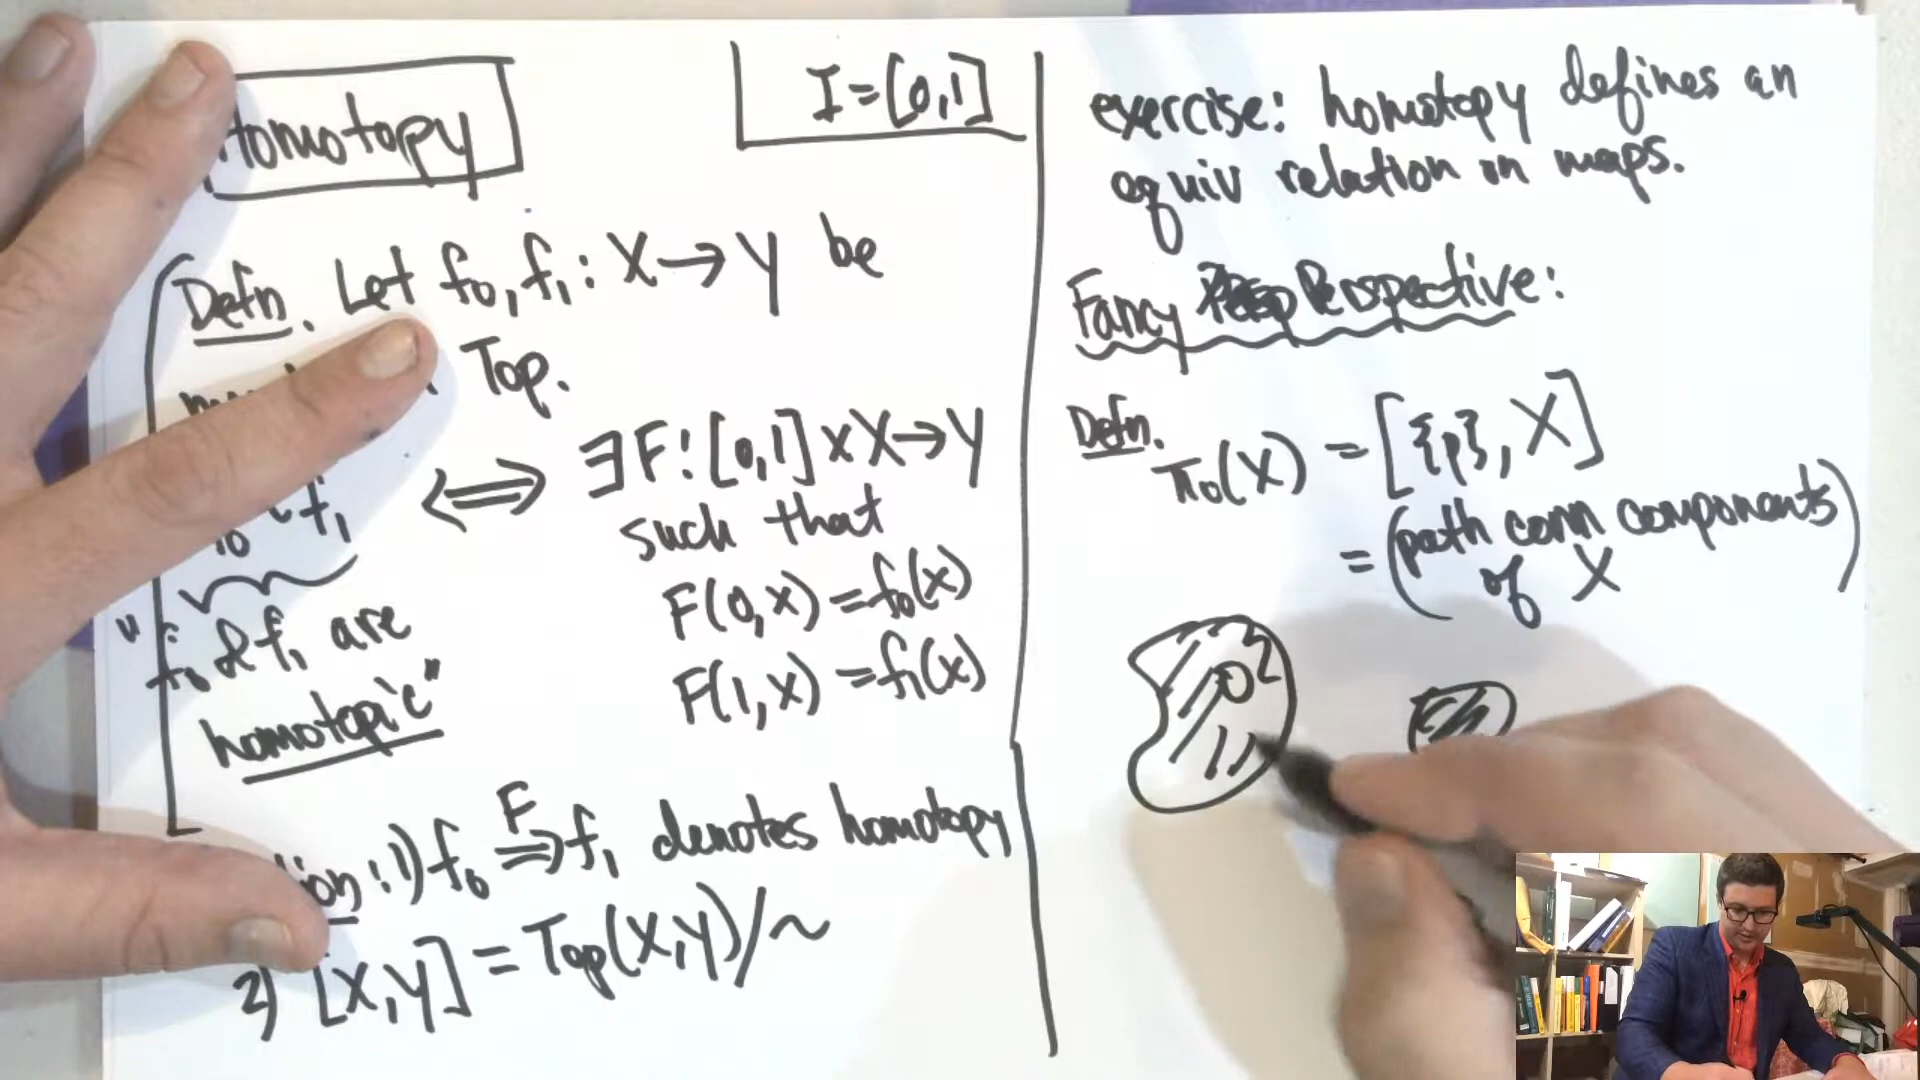 Homotopy
I=[0,1]
Defn. Let f₀,f₁: X→Y be
Top.
f₁ ⟺ ∃F:[0,1]×X→Y
such that
F(0,x)=f₀(x)
F(1,x)=f₁(x)
"f₀ & f₁ are
homotopic"
1) f₀ ⇒ f₁ denotes homotopy
F
2) [X,Y] = Top(X,Y)/~
exercise: homotopy defines an
equiv relation on maps.
Fancy Perspective:
Defn. π₀(X) = [{p}, X]
= (path conn components
of X)